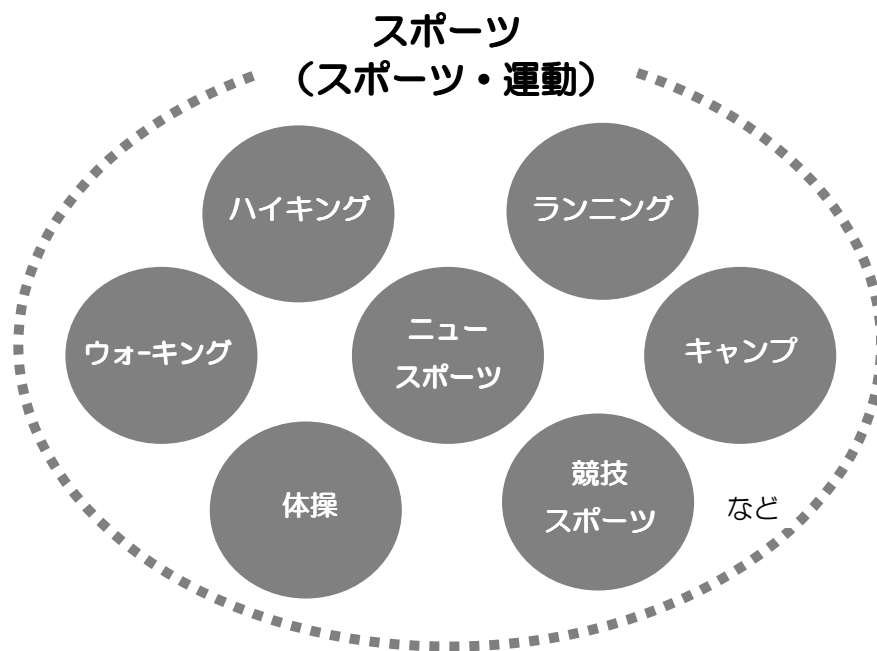 スポーツ
（スポーツ・運動）
ハイキング
ランニング
ウォーキング
ニュー
スポーツ
キャンプ
体操
競技
スポーツ
など